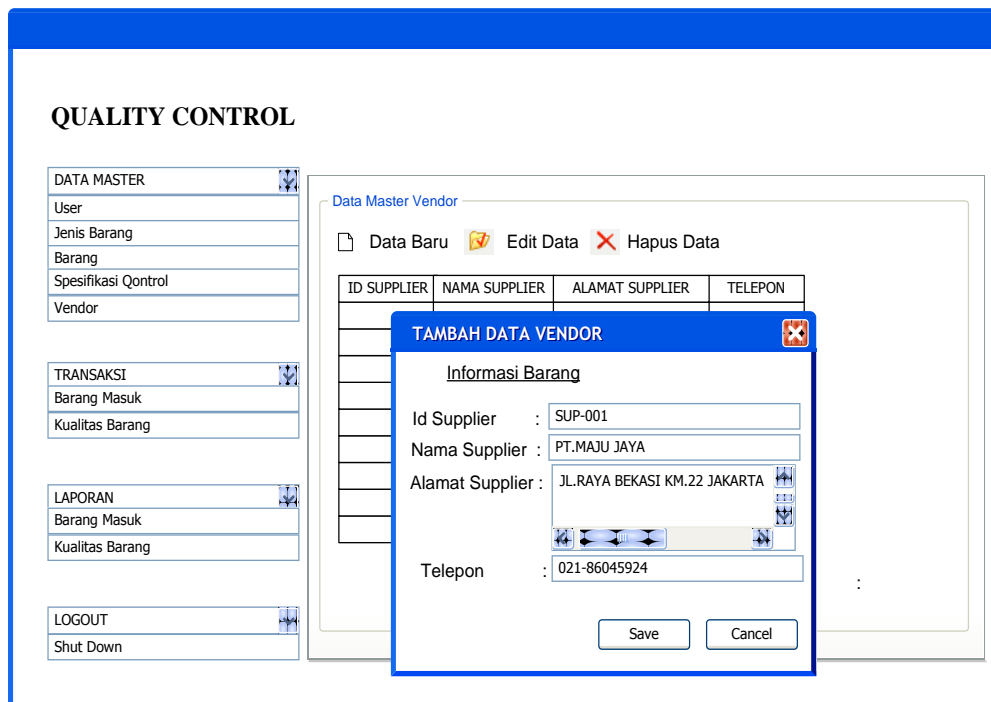 QUALITY CONTROL
DATA MASTER
User
Jenis Barang
Barang
Spesifikasi Qontrol
Vendor
TRANSAKSI
Barang Masuk
Kualitas Barang
LAPORAN
Barang Masuk
Kualitas Barang
LOGOUT
Shut Down
Data Master Vendor
Data Baru Edit Data Hapus Data
ID SUPPLIER NAMA SUPPLIER ALAMAT SUPPLIER TELEPON
TAMBAH DATA VENDOR
Informasi Barang
Id Supplier : SUP-001
Nama Supplier : PT.MAJU JAYA
Alamat Supplier : JL.RAYA BEKASI KM.22 JAKARTA
Telepon : 021-86045924
:
Save Cancel